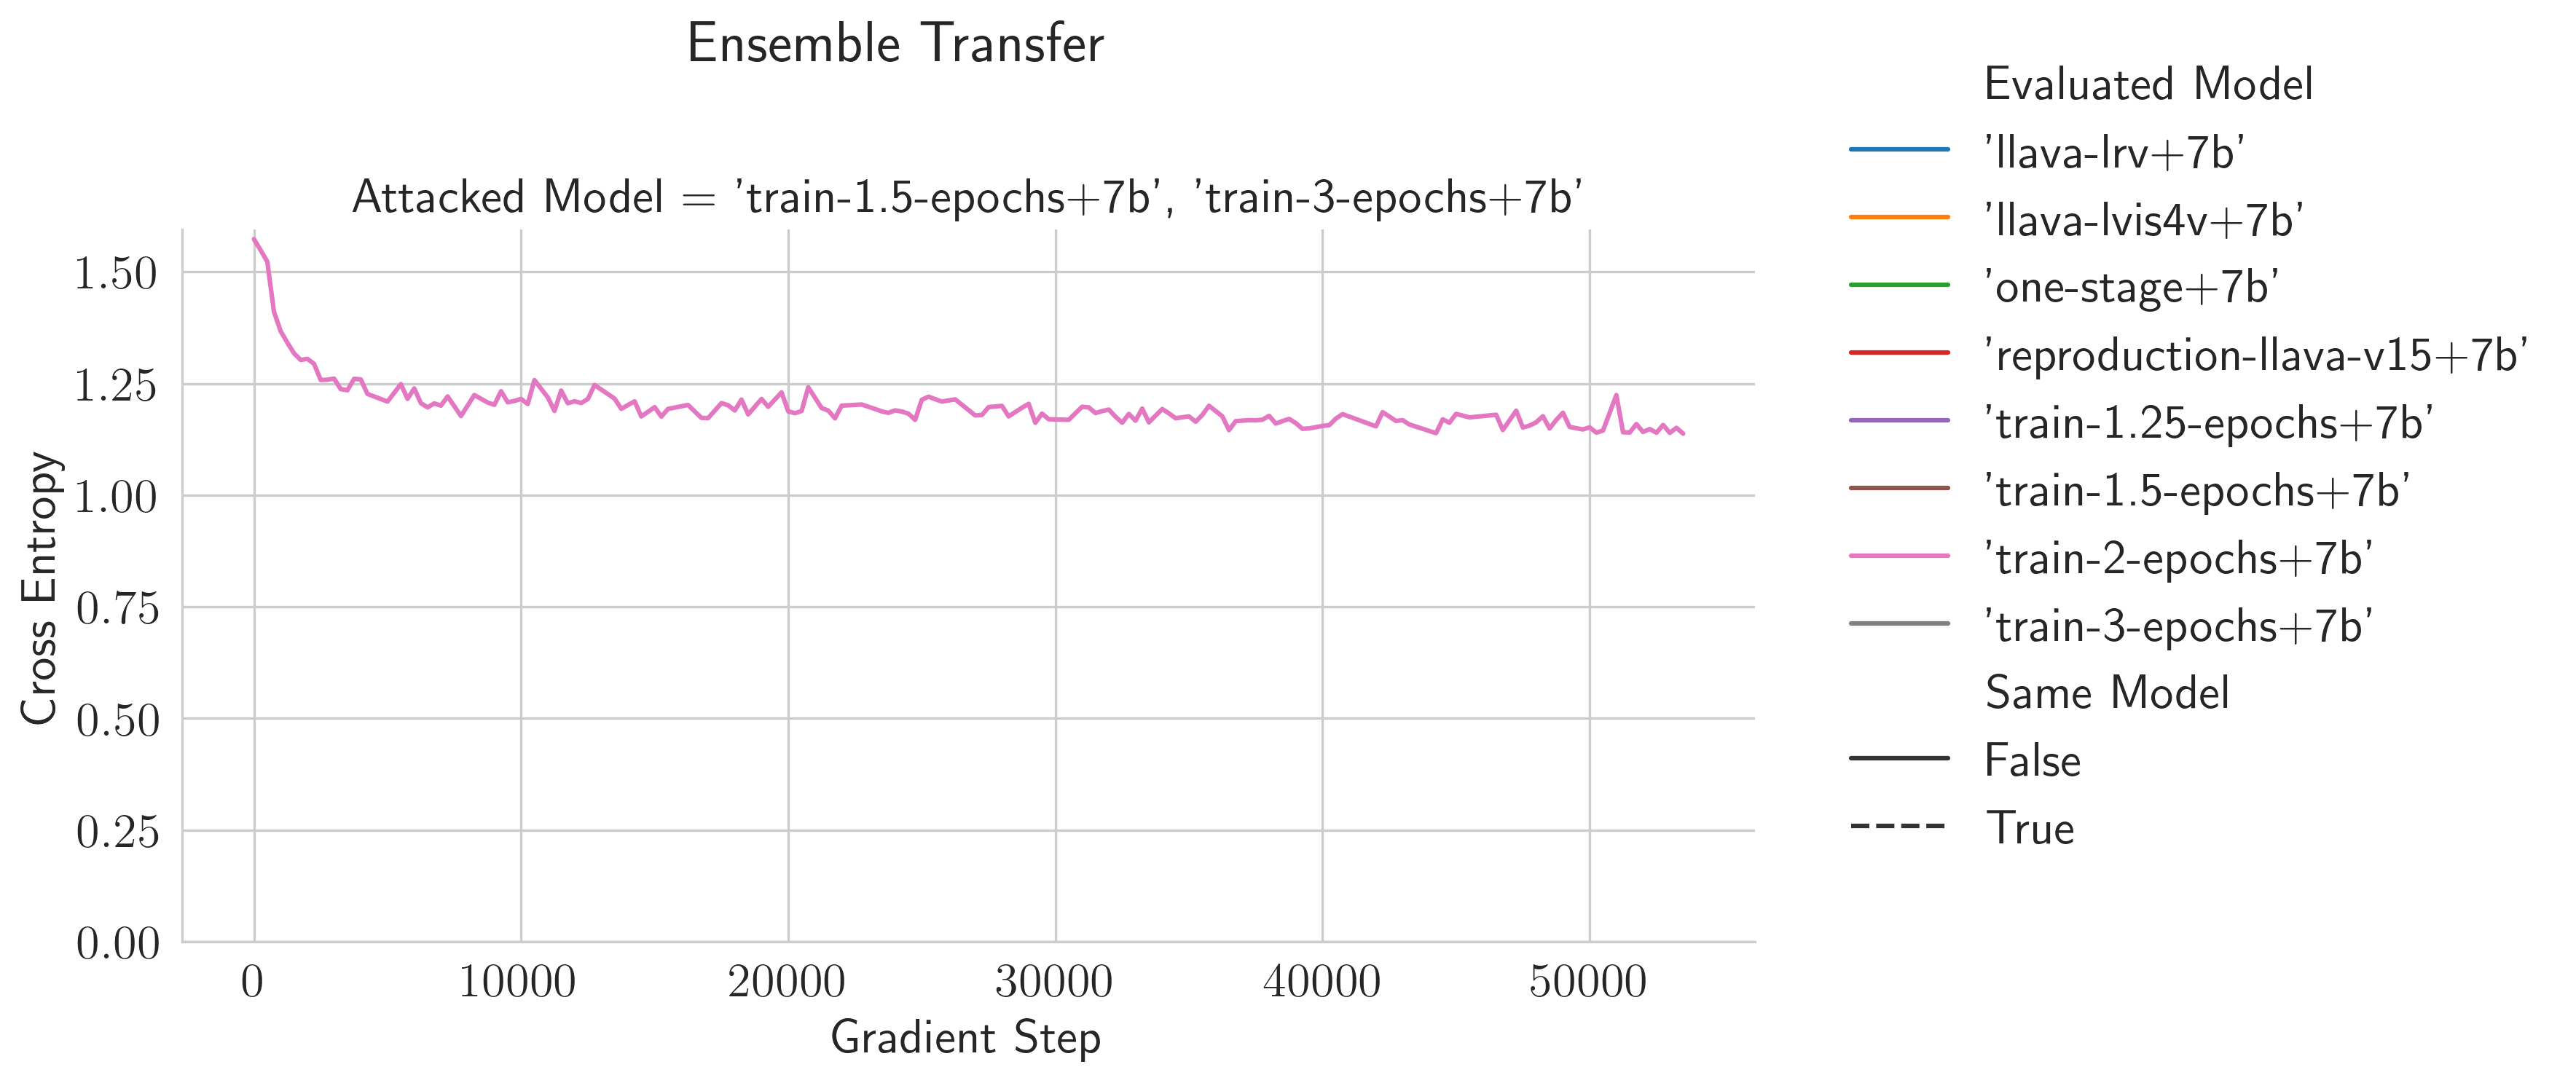 Ensemble Transfer
Attacked Model = 'train-1.5-epochs+7b', 'train-3-epochs+7b'
Cross Entropy
1.50
1.25
1.00
0.75
0.50
0.25
0.00
0
10000
20000
30000
40000
50000
Gradient Step
Evaluated Model
'llava-lrv+7b'
'llava-lvis4v+7b'
'one-stage+7b'
'reproduction-llava-v15+7b'
'train-1.25-epochs+7b'
'train-1.5-epochs+7b'
'train-2-epochs+7b'
'train-3-epochs+7b'
Same Model
False
True